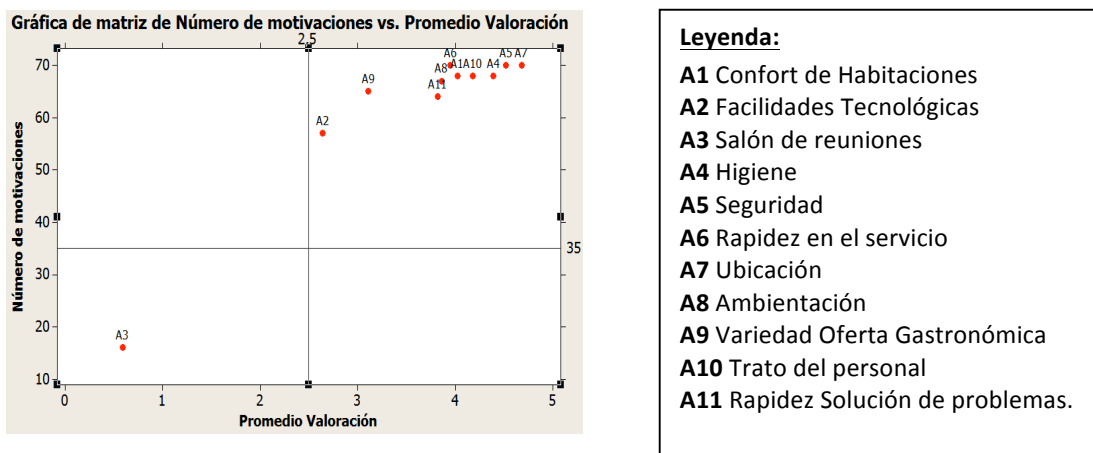 Gráfica de matriz de Número de motivaciones vs. Promedio Valoración
2,5
Número de motivaciones
70
60
50
40
30
20
10
A6
A5 A7
A8 A1 A10 A4
A9
A11
A2
35
A3
0 1 2 3 4 5
Promedio Valoración
Leyenda:
A1 Confort de Habitaciones
A2 Facilidades Tecnológicas
A3 Salón de reuniones
A4 Higiene
A5 Seguridad
A6 Rapidez en el servicio
A7 Ubicación
A8 Ambientación
A9 Variedad Oferta Gastronómica
A10 Trato del personal
A11 Rapidez Solución de problemas.